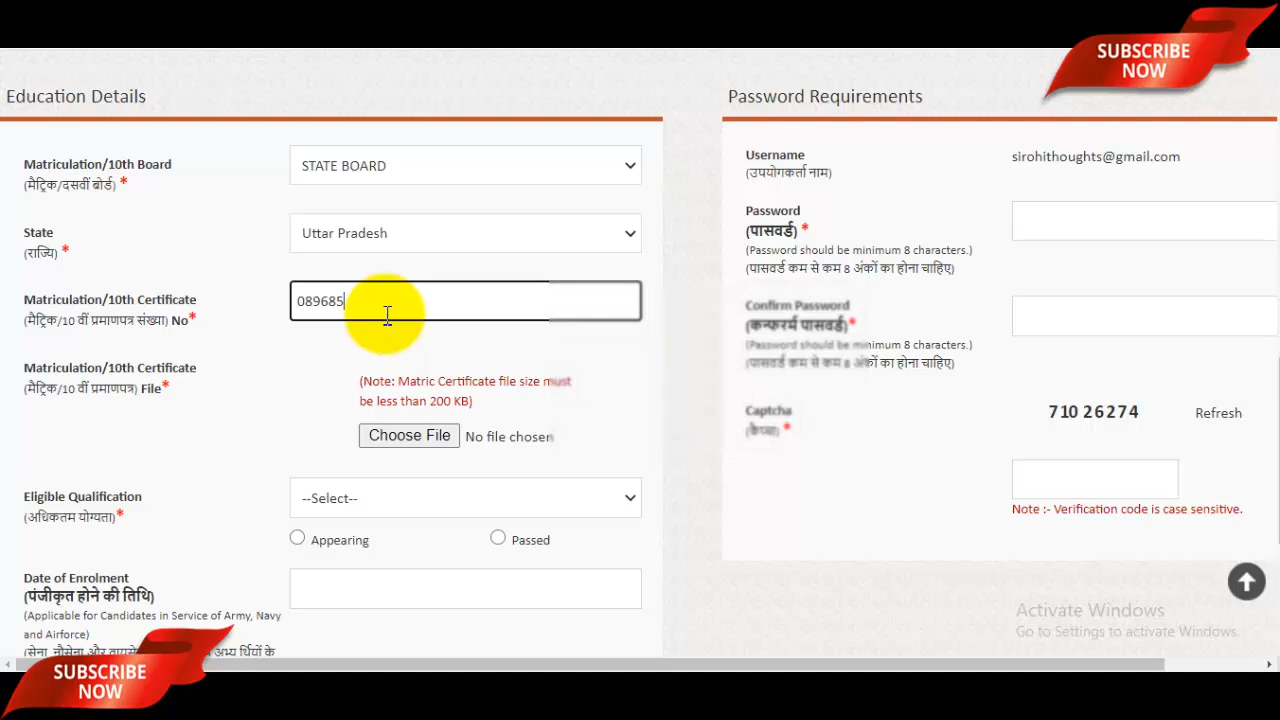 SUBSCRIBE
NOW
Education Details
Matriculation/10th Board
(मैट्रिक/दसवीं बोर्ड) *
STATE BOARD
State
(राज्यि) *
Uttar Pradesh
Matriculation/10th Certificate
(मैट्रिक/10 वीं प्रमाणपत्र संख्या) No*
089685
Matriculation/10th Certificate
(मैट्रिक/10 वीं प्रमाणपत्र) File*
(Note: Matric Certificate file size must
be less than 200 KB)
Choose File No file chosen
Eligible Qualification
(अधिकतम योग्यता)*
--Select--
Appearing
Passed
Date of Enrolment
(पंजीकृत होने की तिथि)
(Applicable for Candidates in Service of Army, Navy
and Airforce)
Password Requirements
Username
(उपयोगकर्ता नाम)
sirohithoughts@gmail.com
Password
(पासवर्ड) *
(Password should be minimum 8 characters.)
(पासवर्ड कम से कम 8 अंकों का होना चाहिए)
Confirm Password
(कन्फरर्म पासवर्ड)*
(Password should be minimum 8 characters.)
(पासवर्ड कम से कम 8 अंकों का होना चाहिए)
Captcha
(कैप्चा) *
710 26274
Refresh
Note :- Verification code is case sensitive.
Activate Windows
Go to Settings to activate Windows.
SUBSCRIBE
NOW